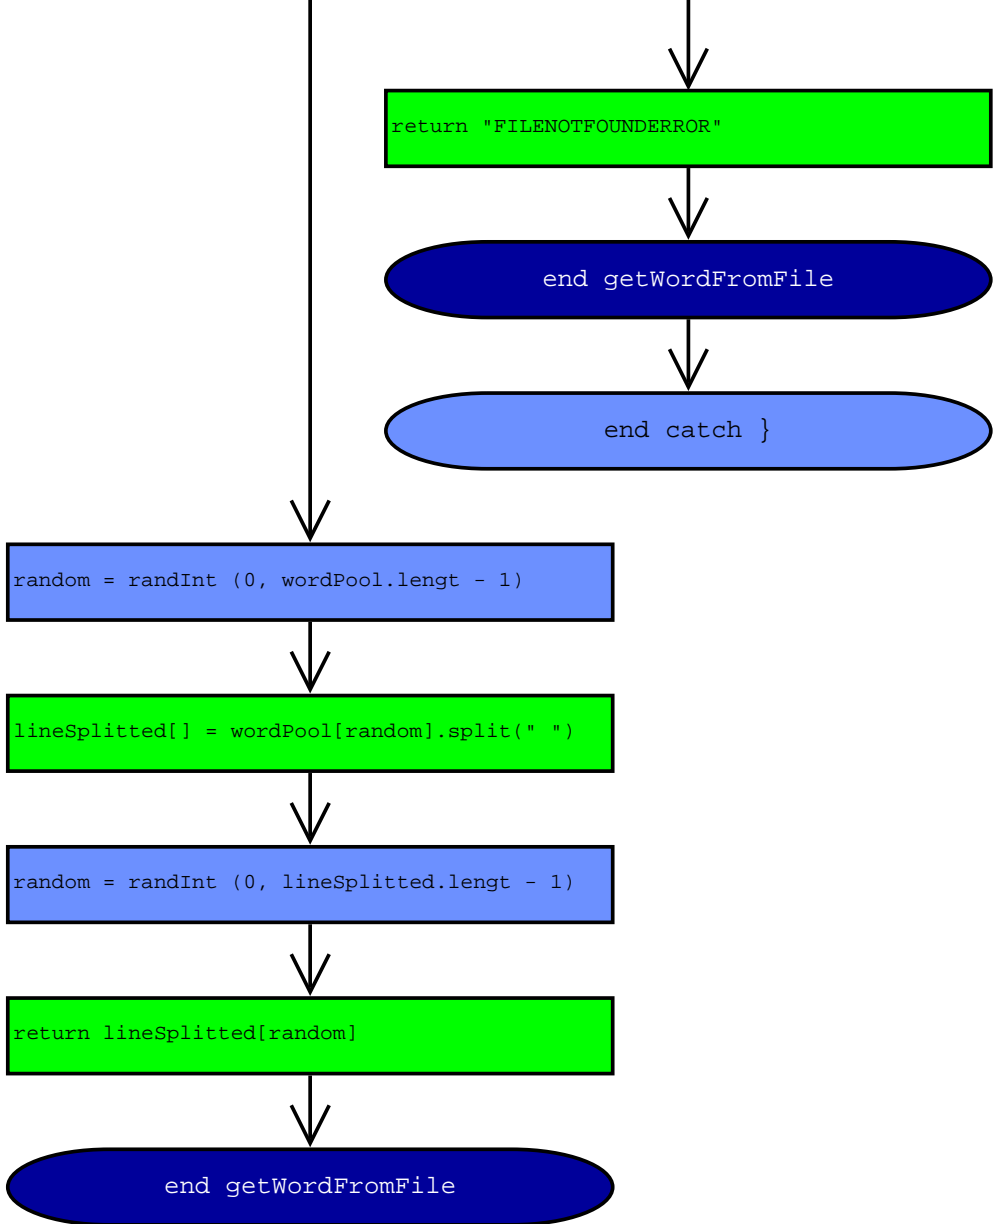 return "FILENOTFOUNDERROR"
end getWordFromFile
end catch }
random = randInt (0, wordPool.lengt - 1)
lineSplitted[] = wordPool[random].split(" ")
random = randInt (0, lineSplitted.lengt - 1)
return lineSplitted[random]
end getWordFromFile